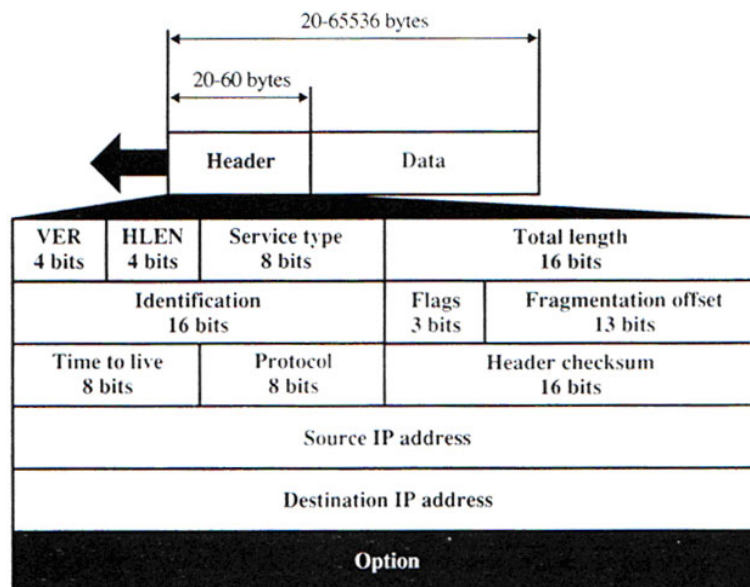 20-65536 bytes
20-60 bytes
Header
Data
VER
4 bits
HLEN
4 bits
Service type
8 bits
Total length
16 bits
Identification
16 bits
Flags
3 bits
Fragmentation offset
13 bits
Time to live
8 bits
Protocol
8 bits
Header checksum
16 bits
Source IP address
Destination IP address
Option